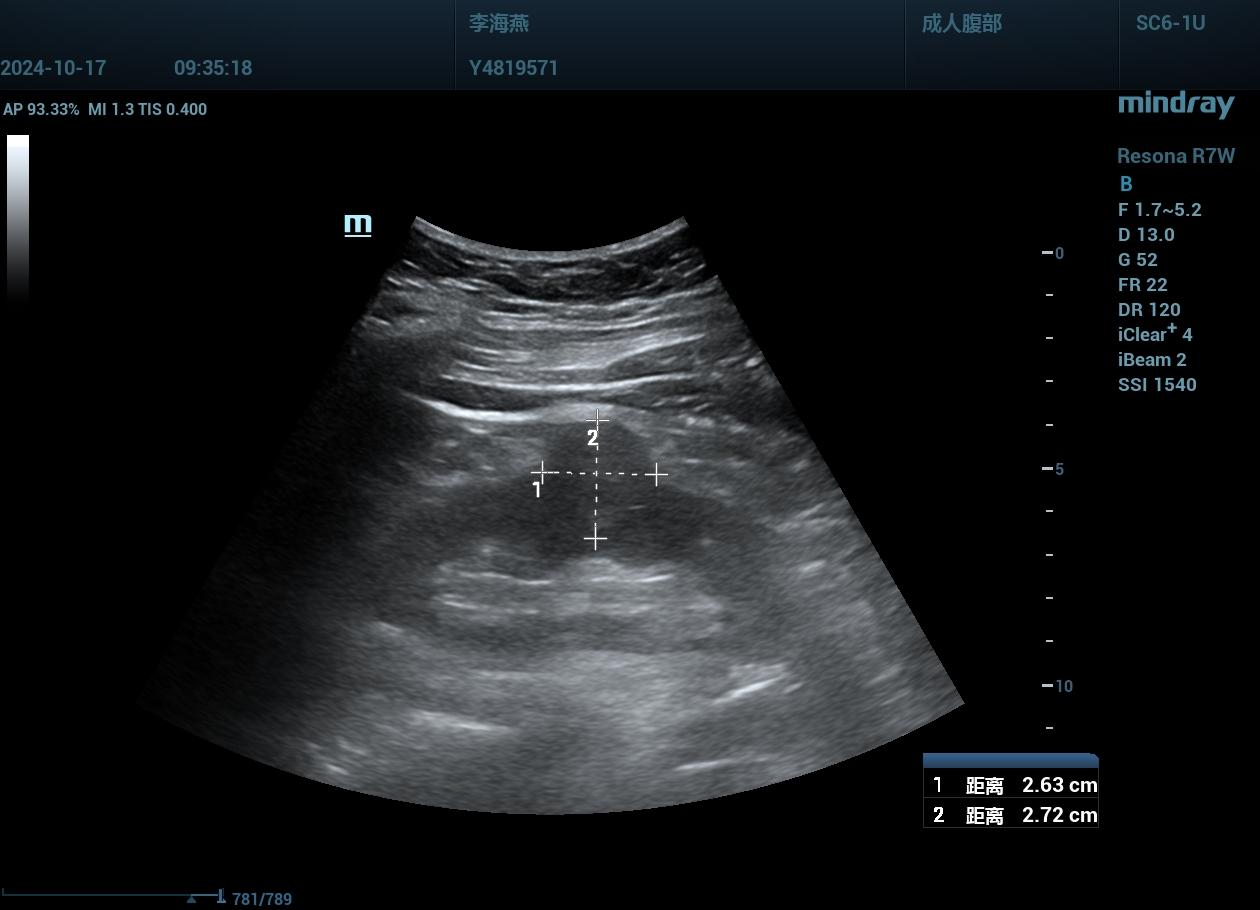 李海燕
成人腹部
SC6-1U
2024-10-17 09:35:18
Y4819571
AP 93.33% MI 1.3 TIS 0.400
mindray
Resona R7W
B
F 1.7~5.2
D 13.0
G 52
FR 22
DR 120
iClear+ 4
iBeam 2
SSI 1540
m
0
5
10
2
1
1 距离 2.63 cm
2 距离 2.72 cm
781/789